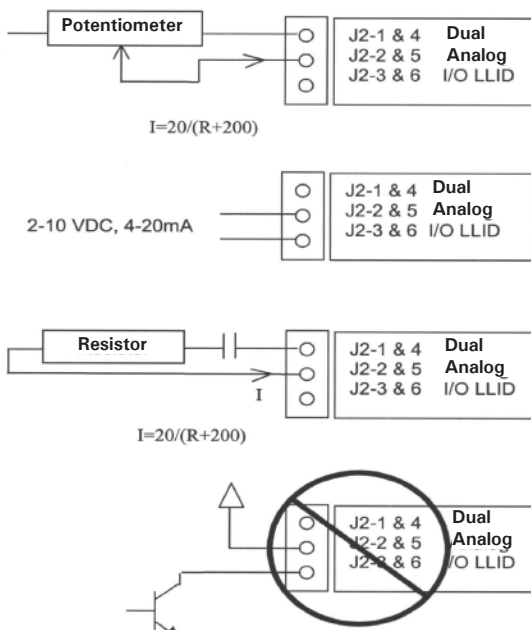 Potentiometer
J2-1 & 4 Dual
J2-2 & 5 Analog
J2-3 & 6 I/O LLID
I=20/(R+200)
J2-1 & 4 Dual
J2-2 & 5 Analog
2-10 VDC, 4-20mA
J2-3 & 6 I/O LLID
Resistor
J2-1 & 4 Dual
J2-2 & 5 Analog
J2-3 & 6 I/O LLID
I
I=20/(R+200)
J2-1 & 4 Dual
J2-2 & 5 Analog
J2-3 & 6 I/O LLID